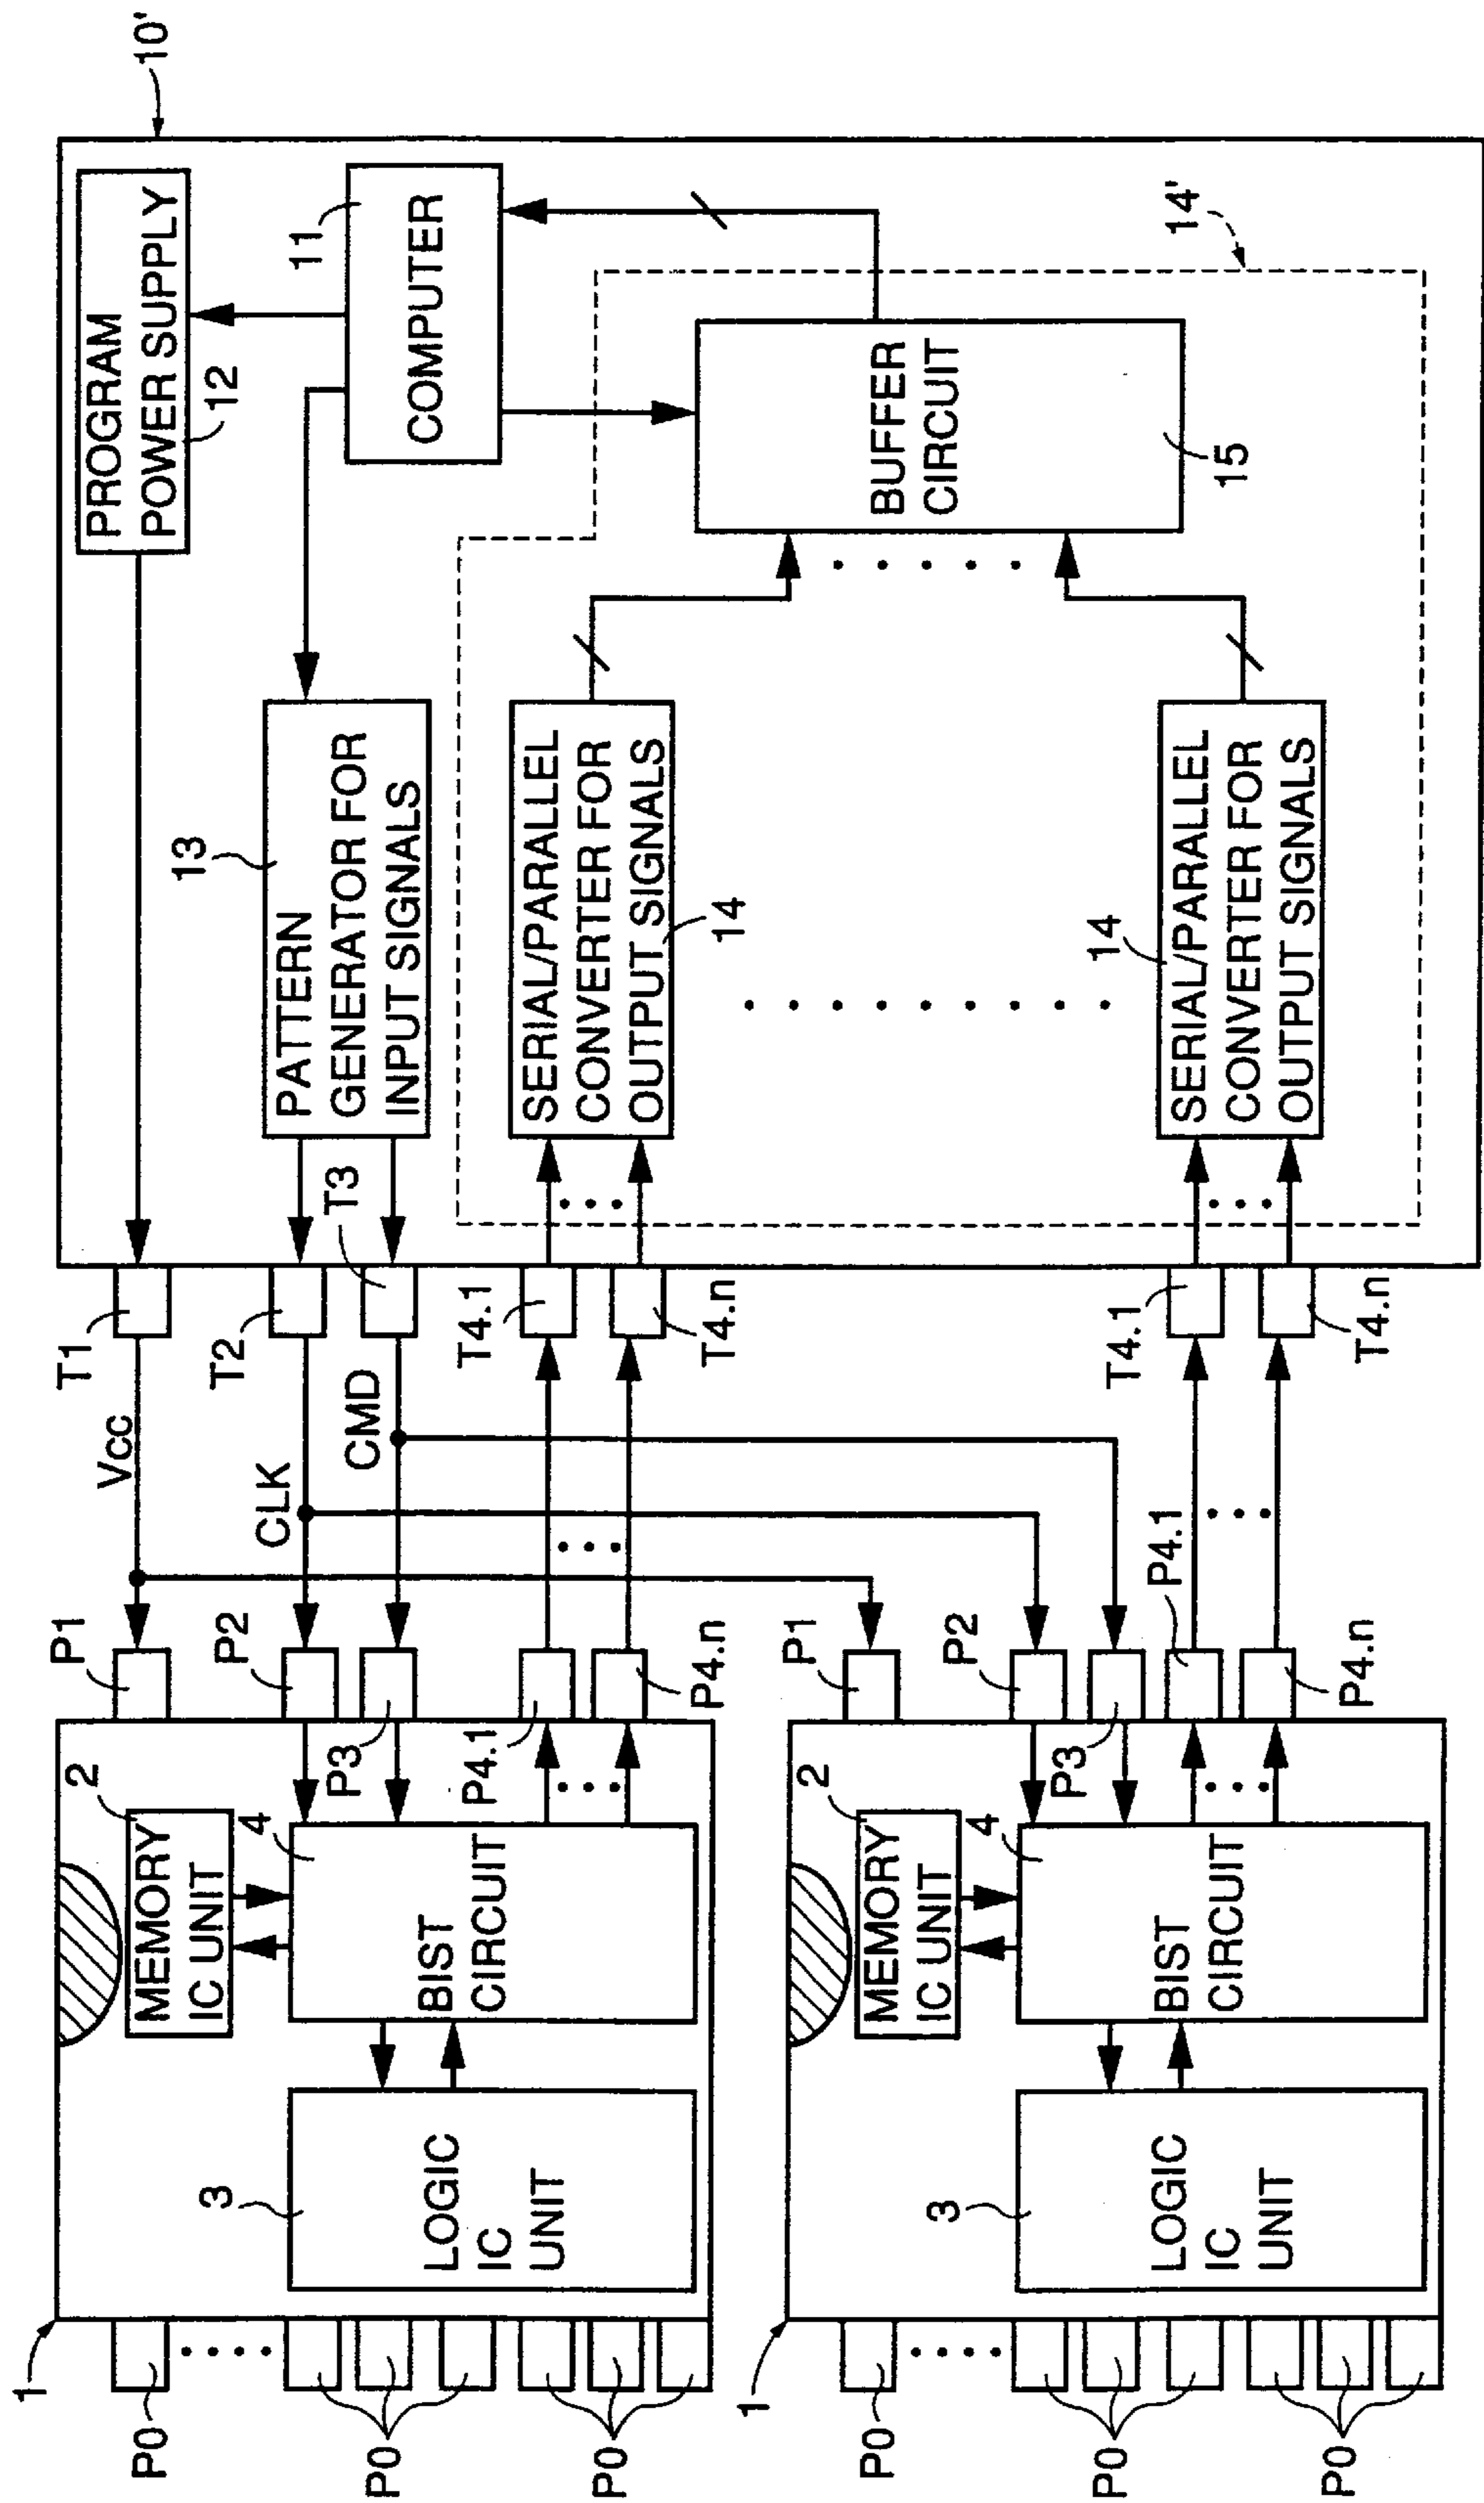 10'
PROGRAM
POWER SUPPLY
12
11
COMPUTER
13
PATTERN
GENERATOR FOR
INPUT SIGNALS
14'
BUFFER
CIRCUIT
15
SERIAL/PARALLEL
CONVERTER FOR
OUTPUT SIGNALS
14
14
SERIAL/PARALLEL
CONVERTER FOR
OUTPUT SIGNALS
T1
T2
T3
T4.1
T4.n
T4.1
T4.n
Vcc
CLK
CMD
P1
P2
P3
P4.1
P4.n
P1
P2
P3
P4.1
P4.n
1
2
MEMORY
IC UNIT
4
BIST
CIRCUIT
3
LOGIC
IC
UNIT
P0
P0
P0
1
2
MEMORY
IC UNIT
4
BIST
CIRCUIT
3
LOGIC
IC
UNIT
P0
P0
P0